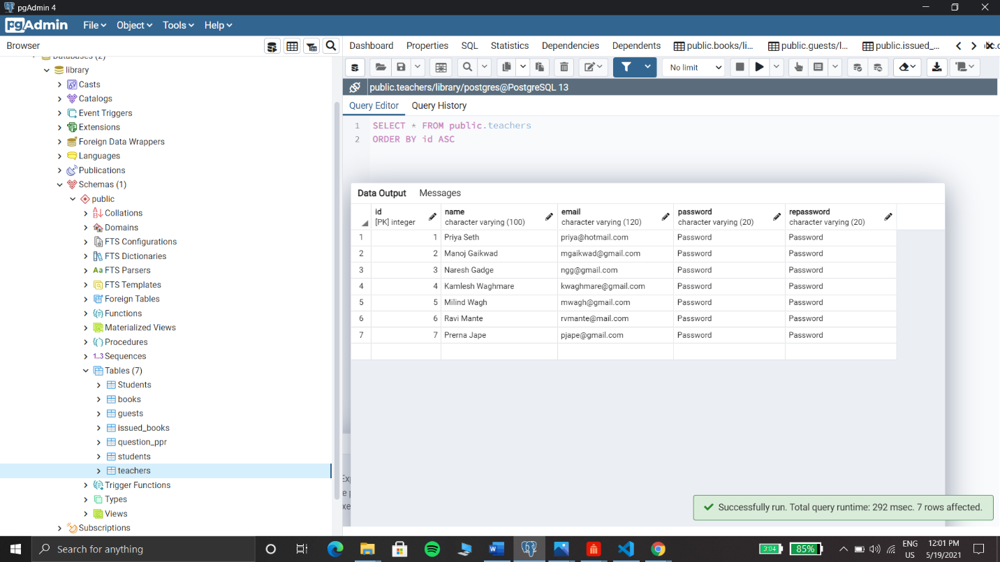 pgAdmin 4
pgAdmin File Object Tools Help
Browser
Dashboard Properties SQL Statistics Dependencies Dependents public.books/li... public.guests/l... public.issued_...
Databases (2)
library
Casts
Catalogs
Event Triggers
Extensions
Foreign Data Wrappers
Languages
Publications
Schemas (1)
public
Collations
Domains
FTS Configurations
FTS Dictionaries
Aa FTS Parsers
FTS Templates
Foreign Tables
Functions
Materialized Views
Procedures
1..3 Sequences
Tables (7)
Students
books
guests
issued_books
question_ppr
students
teachers
Trigger Functions
Types
Views
Subscriptions
No limit
public.teachers/library/postgres@PostgreSQL 13
Query Editor Query History
1 SELECT * FROM public.teachers
2 ORDER BY id ASC
Data Output Messages
id name email password repassword
[PK] integer character varying (100) character varying (120) character varying (20) character varying (20)
1 1 Priya Seth priya@hotmail.com Password Password
2 2 Manoj Gaikwad mgaikwad@gmail.com Password Password
3 3 Naresh Gadge ngg@gmail.com Password Password
4 4 Kamlesh Waghmare kwaghmare@gmail.com Password Password
5 5 Milind Wagh mwagh@gmail.com Password Password
6 6 Ravi Mante rvmante@mail.com Password Password
7 7 Prerna Jape pjape@gmail.com Password Password
Successfully run. Total query runtime: 292 msec. 7 rows affected.
Search for anything
3:04 85% ENG 12:01 PM
US 5/19/2021